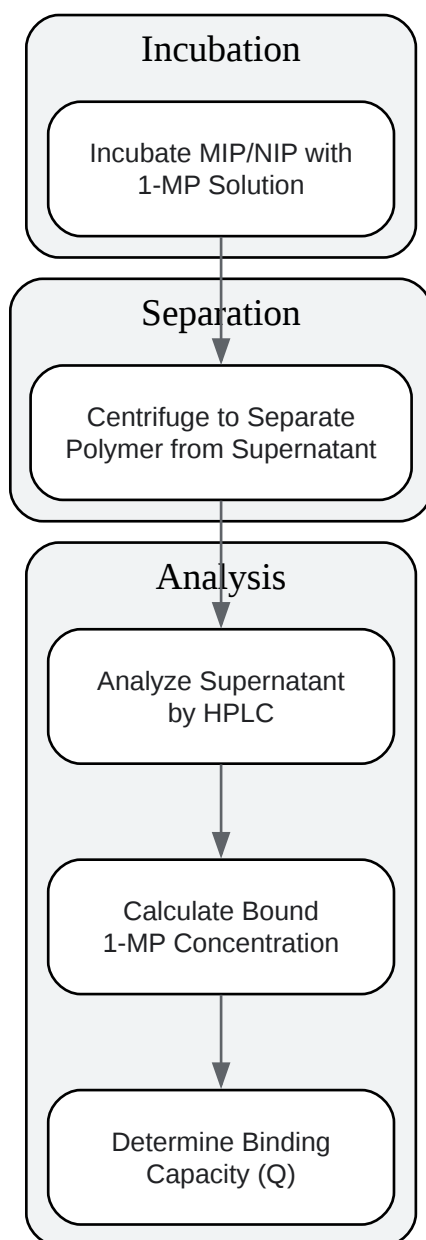 Incubation
Incubate MIP/NIP with
1-MP Solution
Separation
Centrifuge to Separate
Polymer from Supernatant
Analysis
Analyze Supernatant
by HPLC
Calculate Bound
1-MP Concentration
Determine Binding
Capacity (Q)